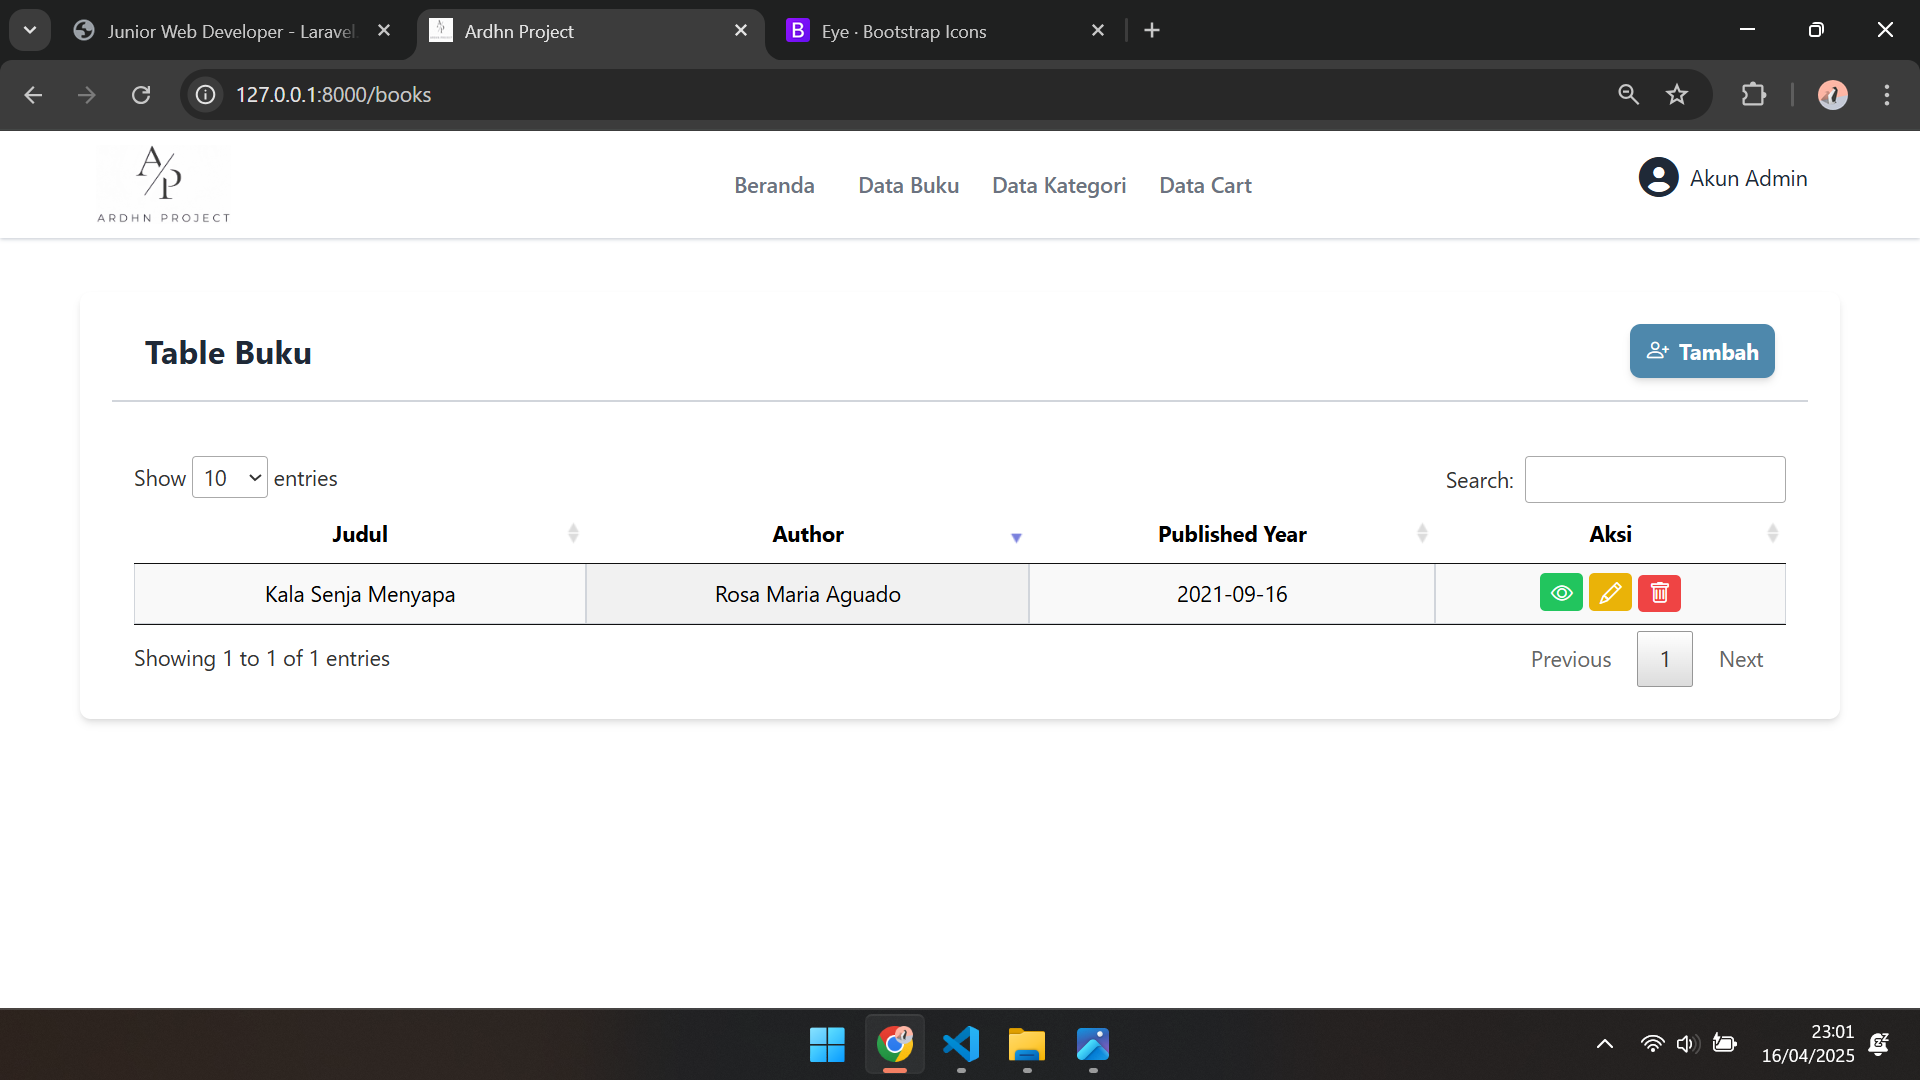 Junior Web Developer - Laravel
Ardhn Project
Eye · Bootstrap Icons
127.0.0.1:8000/books
A/P
ARDHN PROJECT
Beranda
Data Buku
Data Kategori
Data Cart
Akun Admin
Table Buku
Tambah
Show 10 entries
Search:
Judul
Author
Published Year
Aksi
Kala Senja Menyapa
Rosa Maria Aguado
2021-09-16
Showing 1 to 1 of 1 entries
Previous
1
Next
23:01
16/04/2025